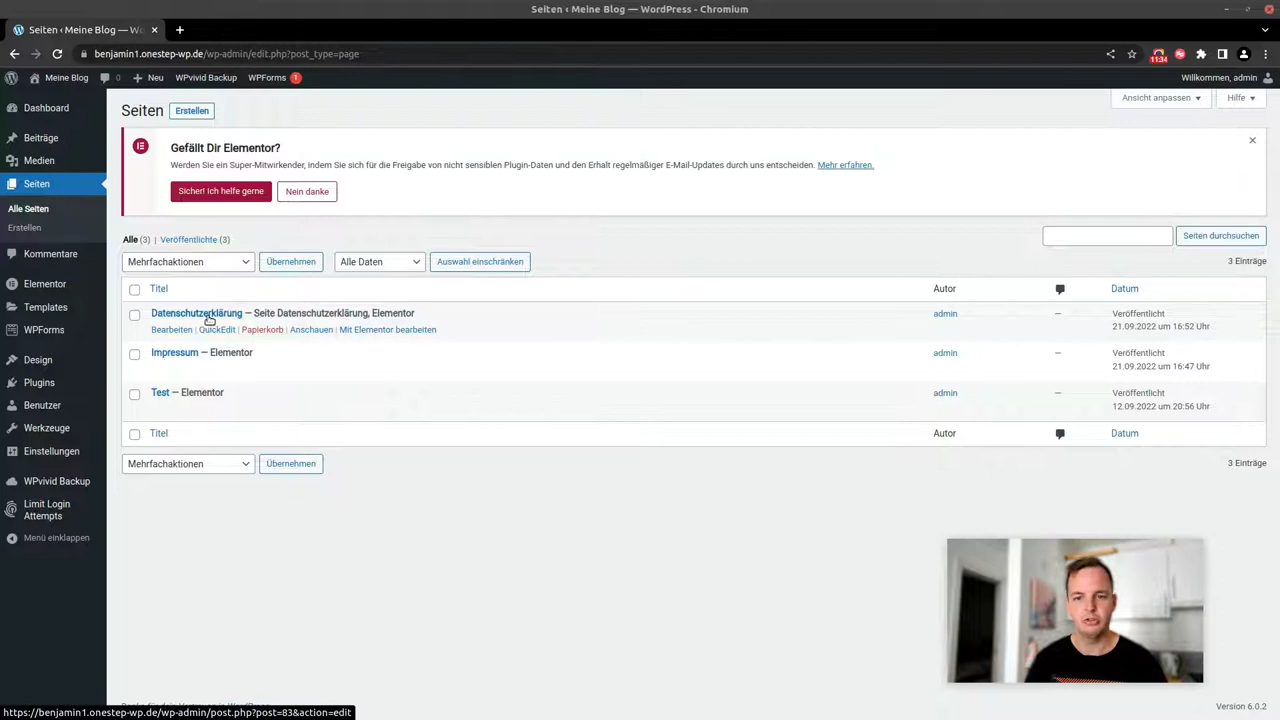 Seiten ‹ Meine Blog — WordPress - Chromium
Seiten ‹ Meine Blog — Wo
benjamin1.onestep-wp.de/wp-admin/edit.php?post_type=page
11:34
Meine Blog 0 Neu WPvivid Backup WPForms 1 Willkommen, admin
Dashboard
Beiträge
Medien
Seiten
Alle Seiten
Erstellen
Kommentare
Elementor
Templates
WPForms
Design
Plugins
Benutzer
Werkzeuge
Einstellungen
WPvivid Backup
Limit Login
Attempts
Menü einklappen
Ansicht anpassen Hilfe
Seiten Erstellen
Gefällt Dir Elementor?
Werden Sie ein Super-Mitwirkender, indem Sie sich für die Freigabe von nicht sensiblen Plugin-Daten und den Erhalt regelmäßiger E-Mail-Updates durch uns entscheiden. Mehr erfahren.
Sicher! Ich helfe gerne Nein danke
Alle (3) | Veröffentlichte (3)
Seiten durchsuchen
Mehrfachaktionen Übernehmen Alle Daten Auswahl einschränken 3 Einträge
Titel Autor Datum
Datenschutzerklärung — Seite Datenschutzerklärung, Elementor admin — Veröffentlicht
21.09.2022 um 16:52 Uhr
Bearbeiten | QuickEdit | Papierkorb | Anschauen | Mit Elementor bearbeiten
Impressum — Elementor admin — Veröffentlicht
21.09.2022 um 16:47 Uhr
Test — Elementor admin — Veröffentlicht
12.09.2022 um 20:56 Uhr
Titel Autor Datum
Mehrfachaktionen Übernehmen 3 Einträge
Version 6.0.2
https://benjamin1.onestep-wp.de/wp-admin/post.php?post=83&action=edit